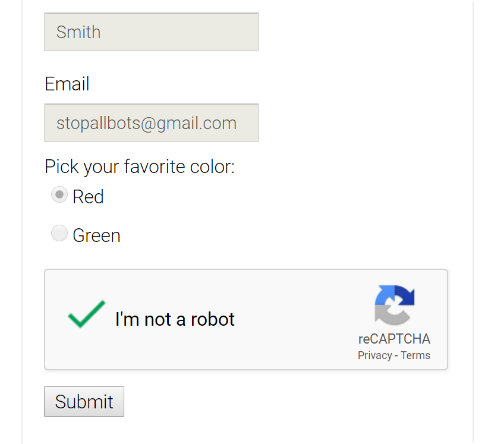 Smith
Email
stopallbots@gmail.com
Pick your favorite color:
Red
Green
I'm not a robot
reCAPTCHA
Privacy - Terms
Submit